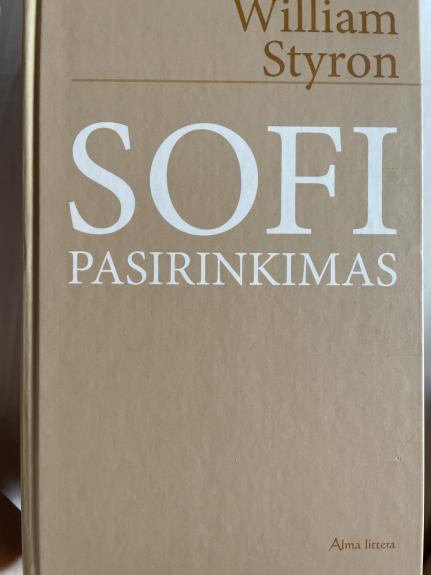 William
Styron
SOFI
PASIRINKIMAS
Alma littera